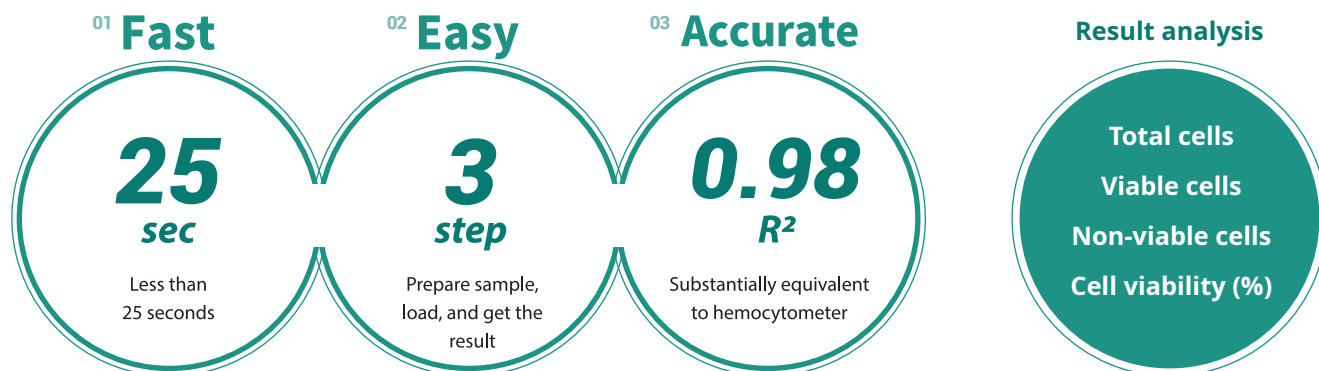 01 Fast
25
sec
Less than
25 seconds
02 Easy
3
step
Prepare sample,
load, and get the
result
03 Accurate
0.98
R²
Substantially equivalent
to hemocytometer
Result analysis
Total cells
Viable cells
Non-viable cells
Cell viability (%)